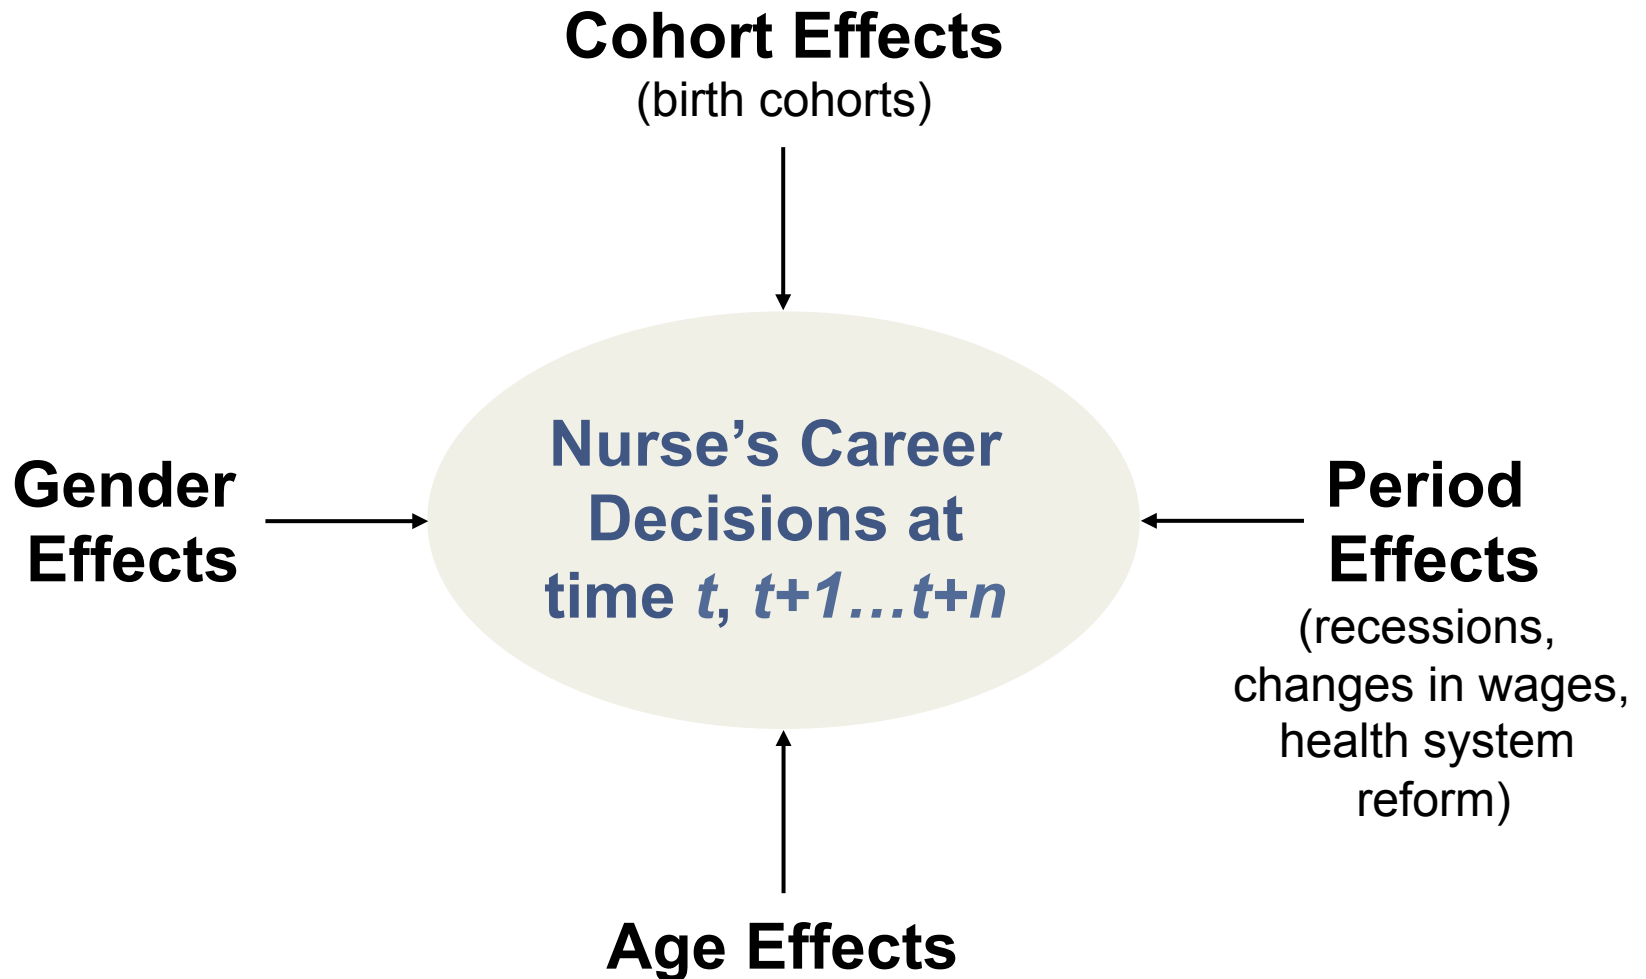 Cohort Effects
(birth cohorts)
Gender
Effects
Nurse’s Career
Decisions at
time t, t+1…t+n
Period
Effects
(recessions,
changes in wages,
health system
reform)
Age Effects